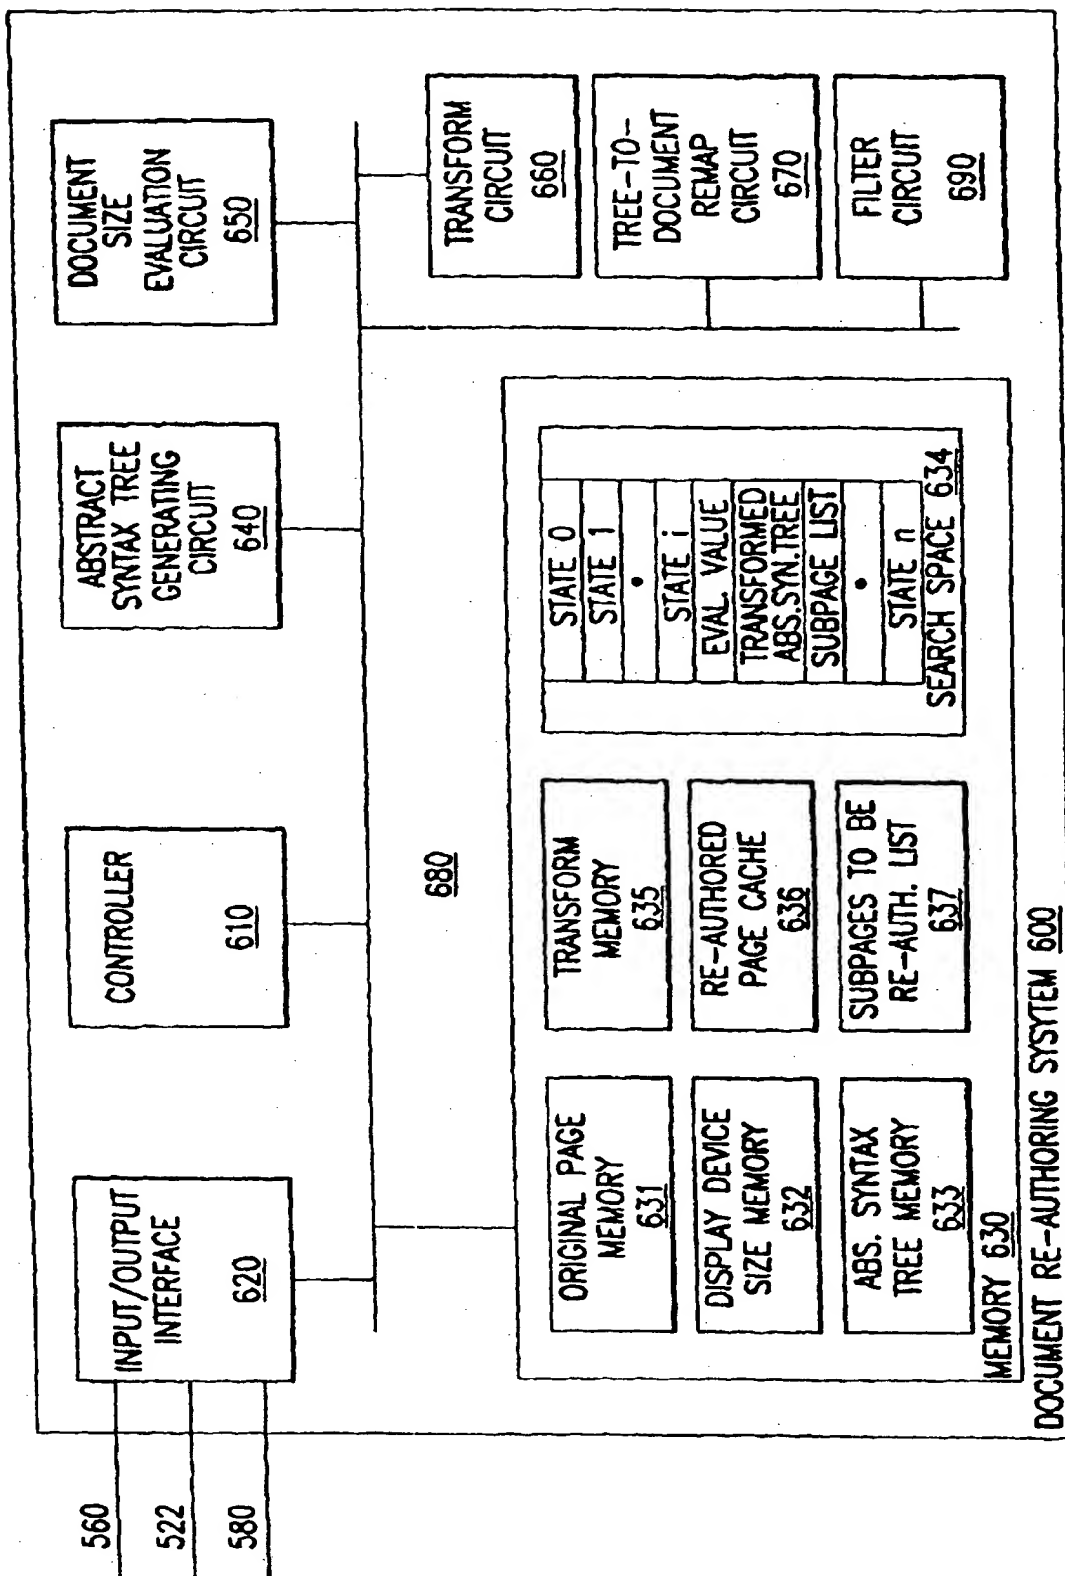 560
522
580
INPUT/OUTPUT
INTERFACE
620
CONTROLLER
610
ABSTRACT
SYNTAX TREE
GENERATING
CIRCUIT
640
DOCUMENT
SIZE
EVALUATION
CIRCUIT
650
680
TRANSFORM
CIRCUIT
660
TREE-TO-
DOCUMENT
REMAP
CIRCUIT
670
FILTER
CIRCUIT
690
ORIGINAL PAGE
MEMORY
631
DISPLAY DEVICE
SIZE MEMORY
632
ABS. SYNTAX
TREE MEMORY
633
TRANSFORM
MEMORY
635
RE-AUTHORED
PAGE CACHE
636
SUBPAGES TO BE
RE-AUTH. LIST
637
STATE 0
STATE 1
•
STATE i
EVAL. VALUE
TRANSFORMED
ABS.SYN.TREE
SUBPAGE LIST
•
STATE n
SEARCH SPACE 634
MEMORY 630
DOCUMENT RE-AUTHORING SYSYTEM 600